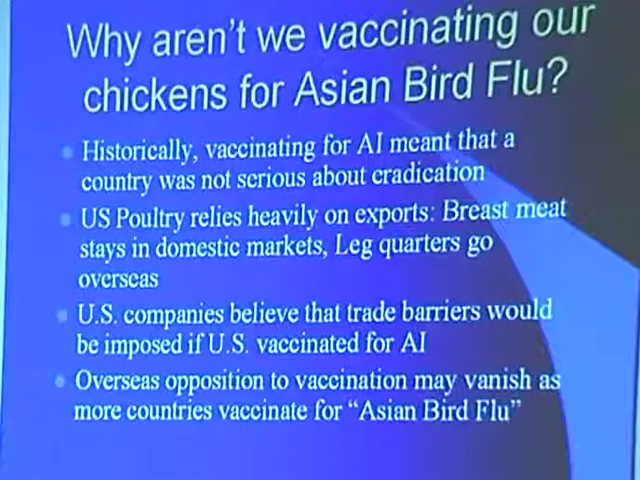 Why aren't we vaccinating our
chickens for Asian Bird Flu?
Historically, vaccinating for AI meant that a
country was not serious about eradication
US Poultry relies heavily on exports: Breast meat
stays in domestic markets, Leg quarters go
overseas
U.S. companies believe that trade barriers would
be imposed if U.S. vaccinated for AI
Overseas opposition to vaccination may vanish as
more countries vaccinate for “Asian Bird Flu”